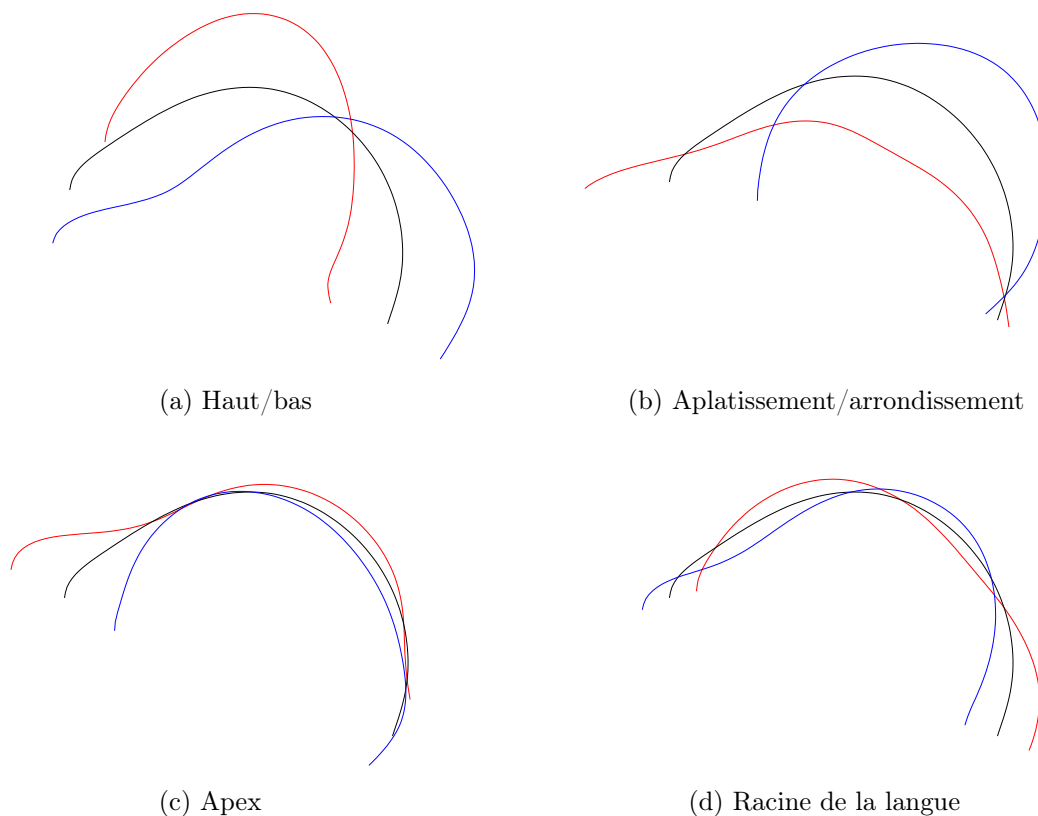 (a) Haut/bas
(b) Aplatissement/arrondissement
(c) Apex
(d) Racine de la langue